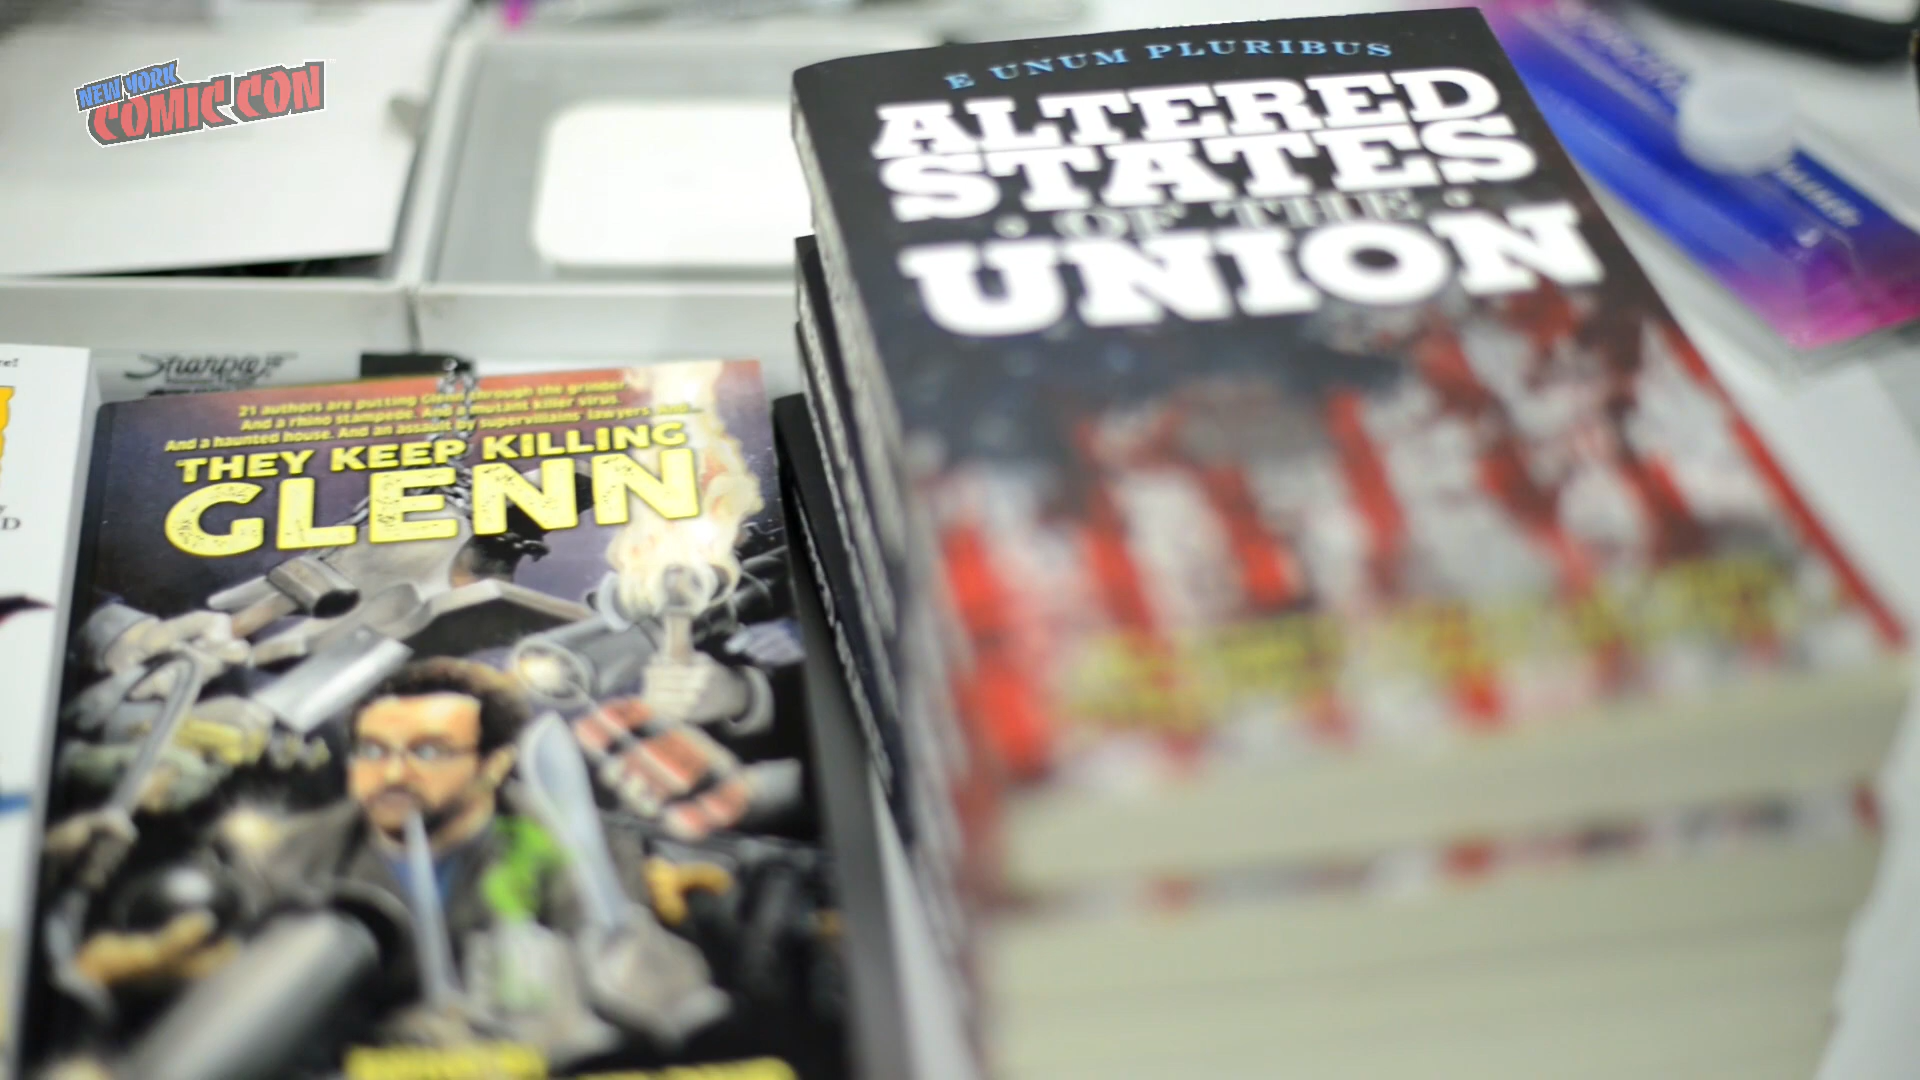 NEW YORK
COMIC CON
E UNUM PLURIBUS
ALTERED
STATES
• OF THE •
UNION
Sharpie
21 authors are putting Glenn through the grinder.
And a rhino stampede. And a mutant killer virus.
And a haunted house. And an assault by supervillains' lawyers. And...
THEY KEEP KILLING
GLENN